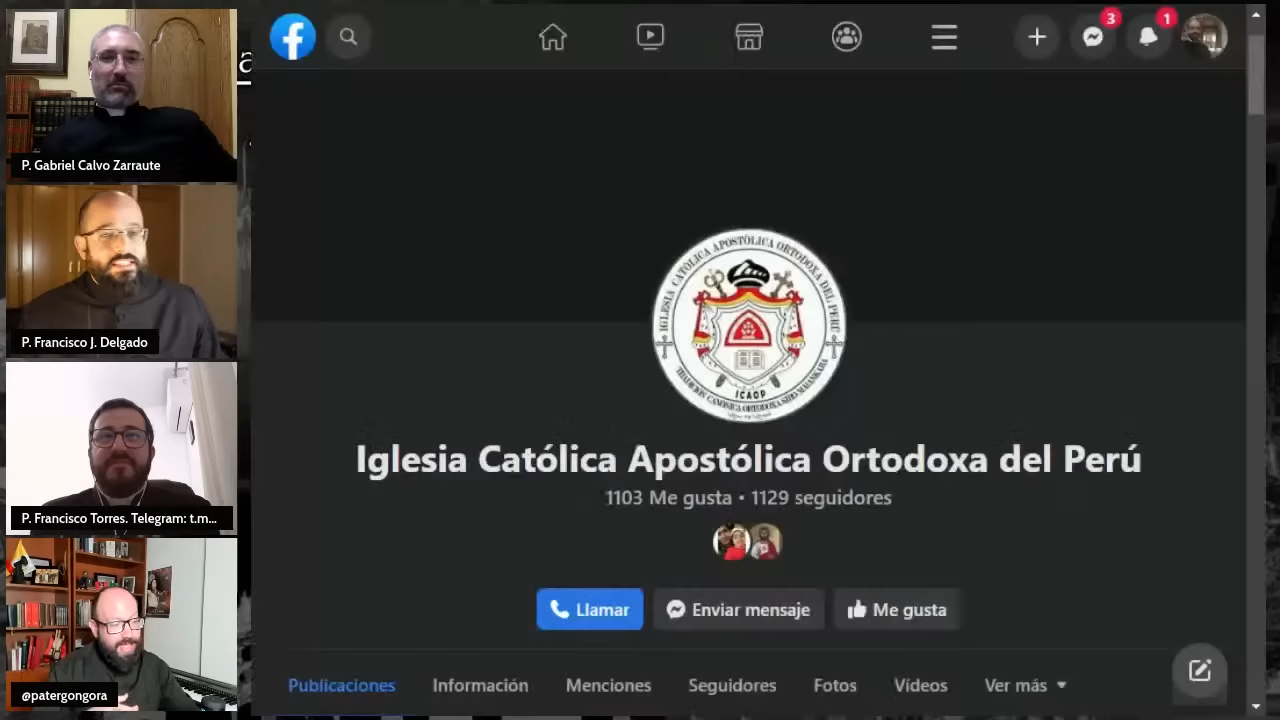 P. Gabriel Calvo Zarraute
P. Francisco J. Delgado
P. Francisco Torres. Telegram: t.m...
@patergongora
a
3
1
IGLESIA CATÓLICA APOSTÓLICA ORTODOXA DEL PERÚ
ICAOP
Iglesia Católica Apostólica Ortodoxa del Perú
1103 Me gusta • 1129 seguidores
Llamar
Enviar mensaje
Me gusta
Publicaciones
Información
Menciones
Seguidores
Fotos
Vídeos
Ver más